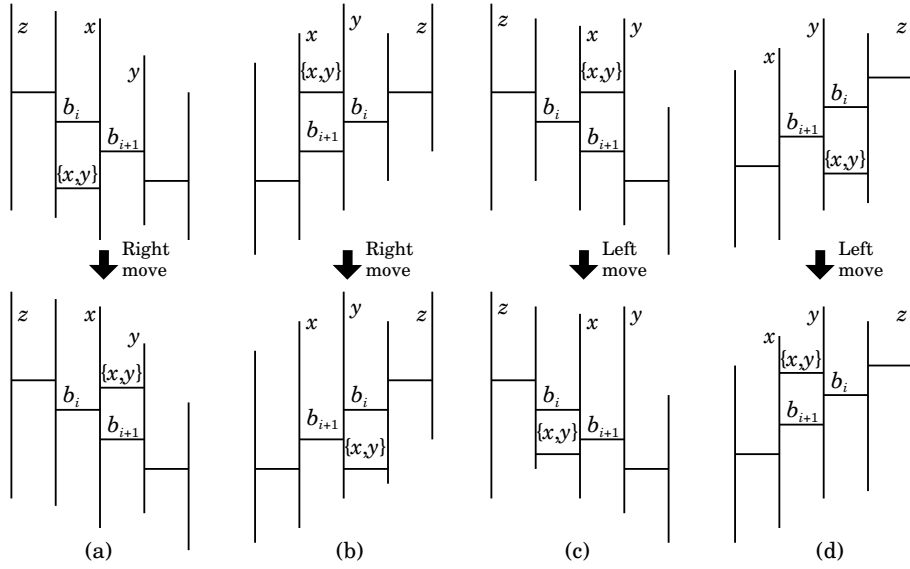 z x y
b_i
b_{i+1}
{x,y}
Right move
z x y
{x,y}
b_i
b_{i+1}
(a)
x y z
{x,y}
b_i
b_{i+1}
Right move
x y z
b_i
b_{i+1}
{x,y}
(b)
z x y
{x,y}
b_i
b_{i+1}
Left move
z x y
b_i
{x,y} b_{i+1}
(c)
x y z
b_i
b_{i+1}
{x,y}
Left move
x y z
{x,y}
b_i
b_{i+1}
(d)